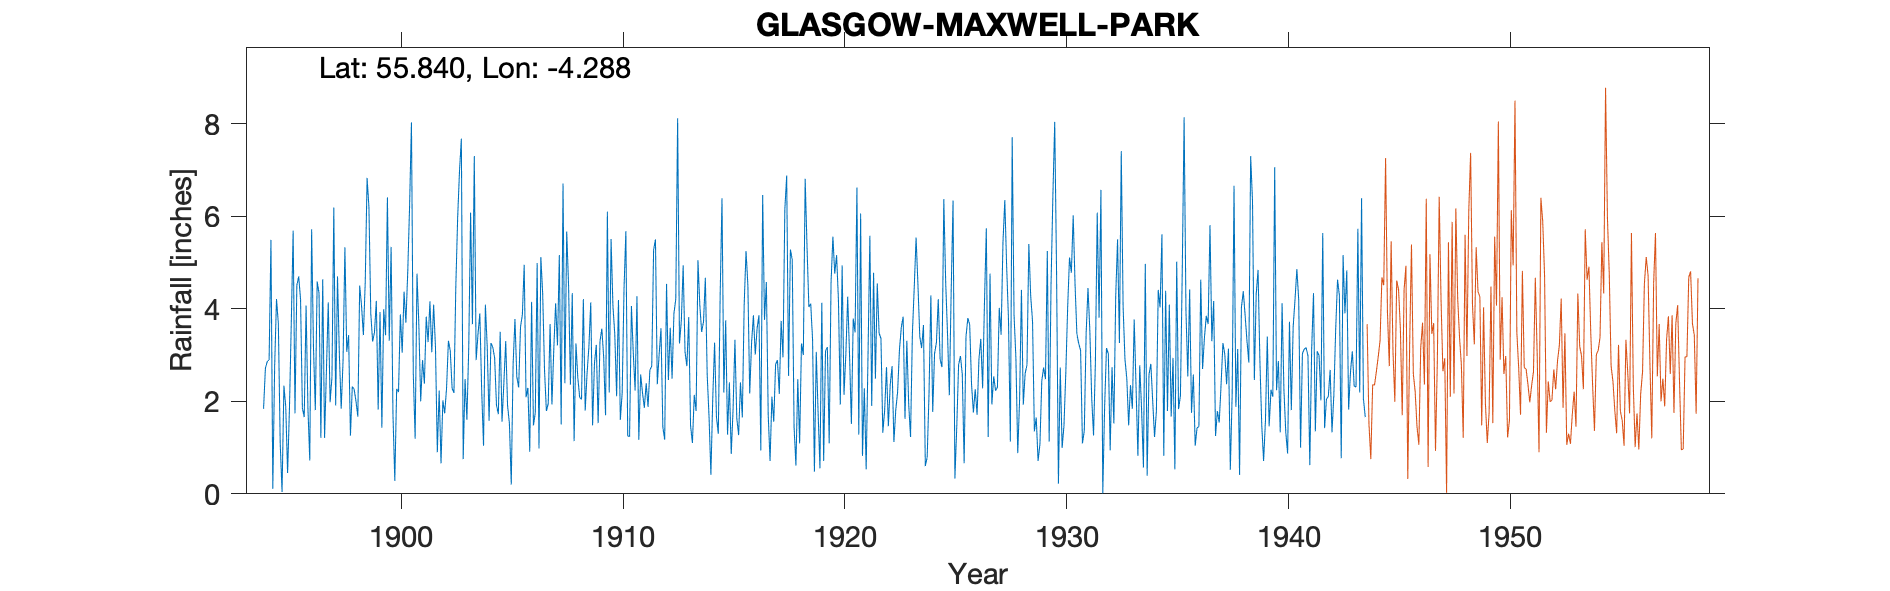 GLASGOW-MAXWELL-PARK
Lat: 55.840, Lon: -4.288
Rainfall [inches]
8
6
4
2
0
1900 1910 1920 1930 1940 1950
Year